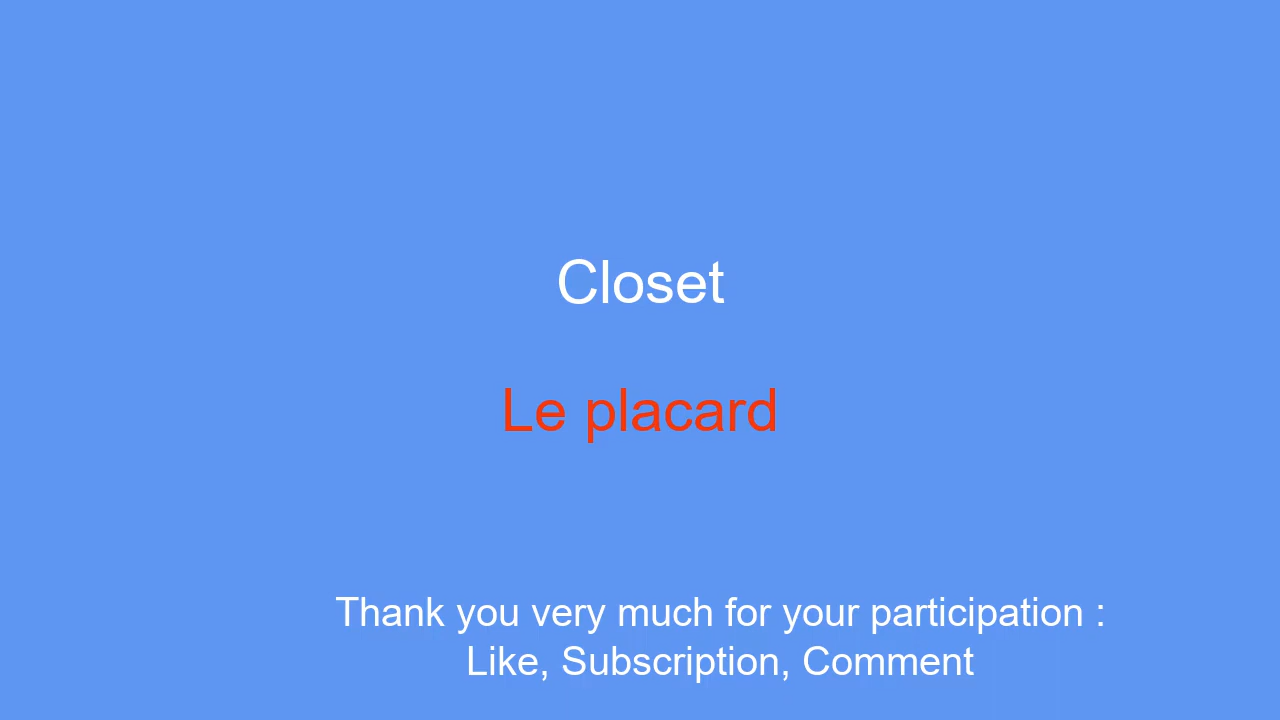 Closet
Le placard
Thank you very much for your participation :
Like, Subscription, Comment